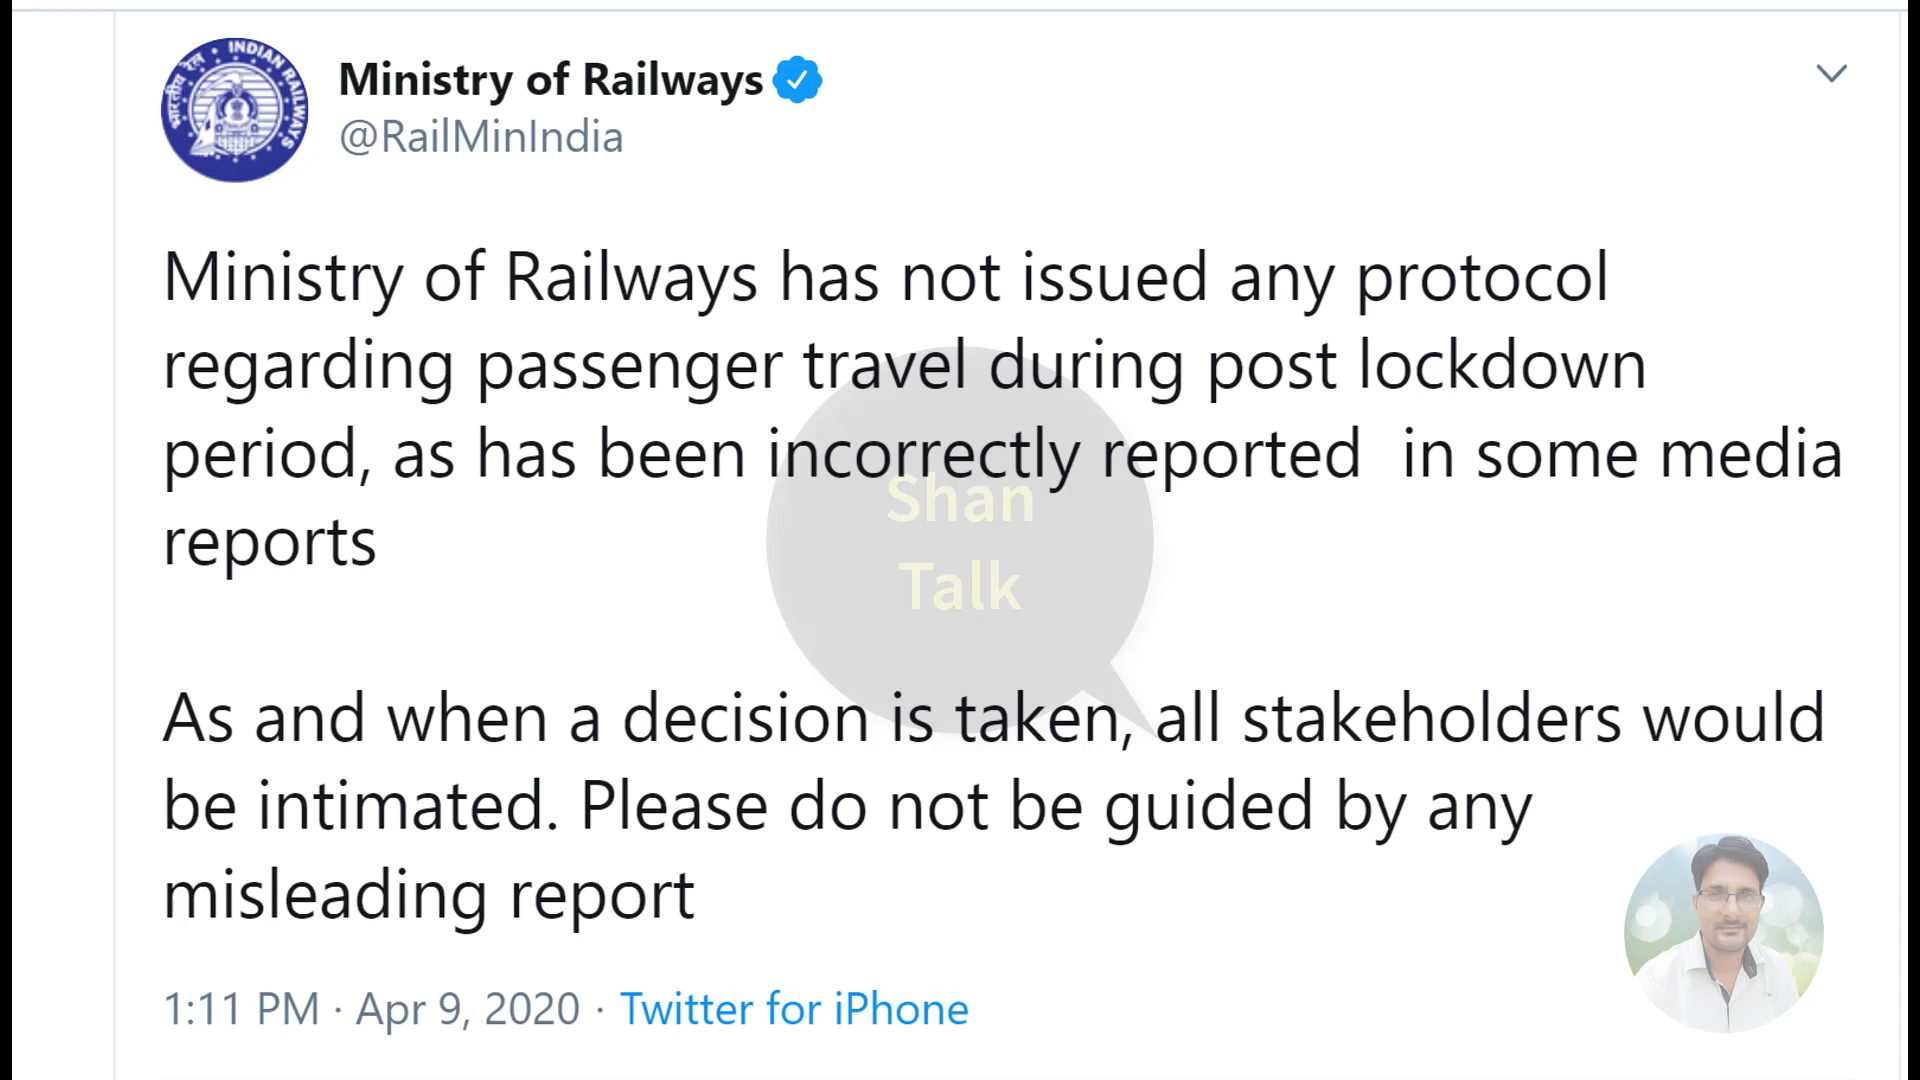 भारतीय रेल • INDIAN RAILWAYS
Ministry of Railways
@RailMinIndia
Ministry of Railways has not issued any protocol
regarding passenger travel during post lockdown
period, as has been incorrectly reported  in some media
reports
Shan
Talk
As and when a decision is taken, all stakeholders would
be intimated. Please do not be guided by any
misleading report
1:11 PM · Apr 9, 2020 · Twitter for iPhone